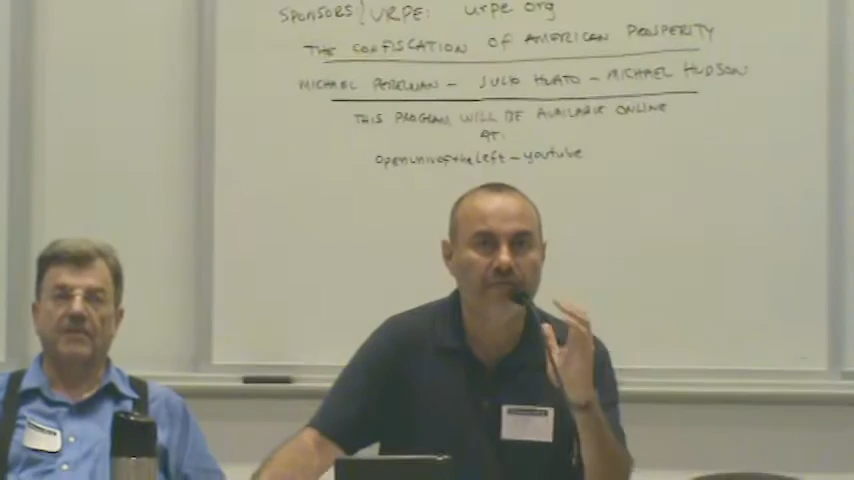 SPONSORS/URPE: urpe org
THE CONFISCATION OF AMERICAN PROSPERITY
MICHAEL PERELMAN - JULIO HUATO - MICHAEL HUDSON
THIS PROGRAM WILL BE AVAILABLE ONLINE
AT:
openunivoftheleft - youtube